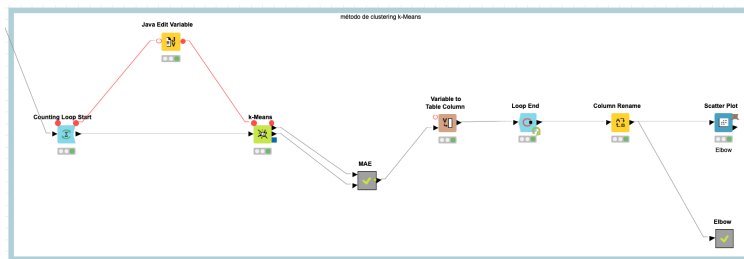 método de clustering k-Means
Java Edit Variable
Counting Loop Start
k-Means
MAE
Variable to
Table Column
Loop End
Column Rename
Scatter Plot
Elbow
Elbow